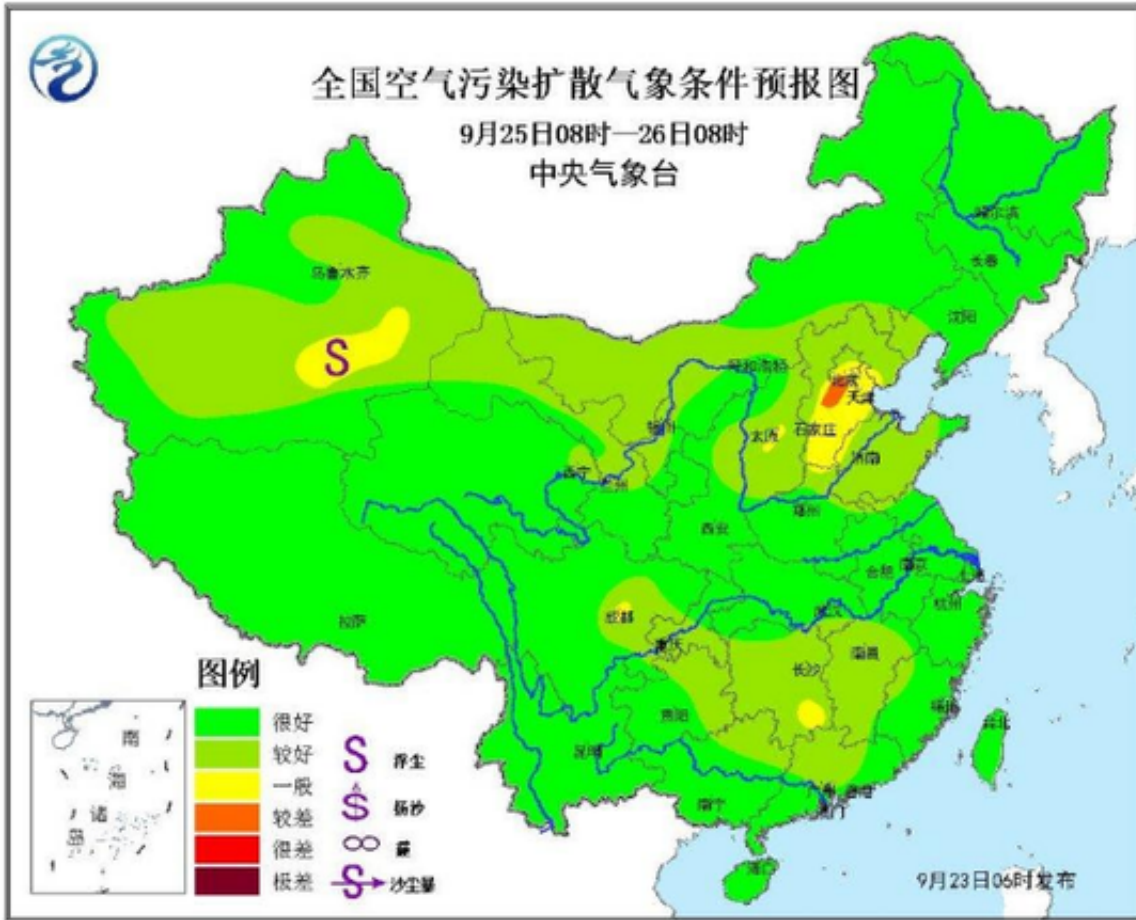 全国空气污染扩散气象条件预报图
9月25日08时—26日08时
中央气象台
哈尔滨
长春
沈阳
乌鲁木齐
呼和浩特
北京
天津
石家庄
太原
济南
银川
西宁
兰州
西安
郑州
合肥
南京
上海
杭州
拉萨
成都
重庆
武汉
长沙
南昌
贵阳
福州
台北
昆明
南宁
香港
澳门
海口
图例
很好
较好
一般
较差
很差
极差
S 浮尘
S 扬沙
∞ 霾
S 沙尘暴
南
海
诸
岛
9月23日06时发布